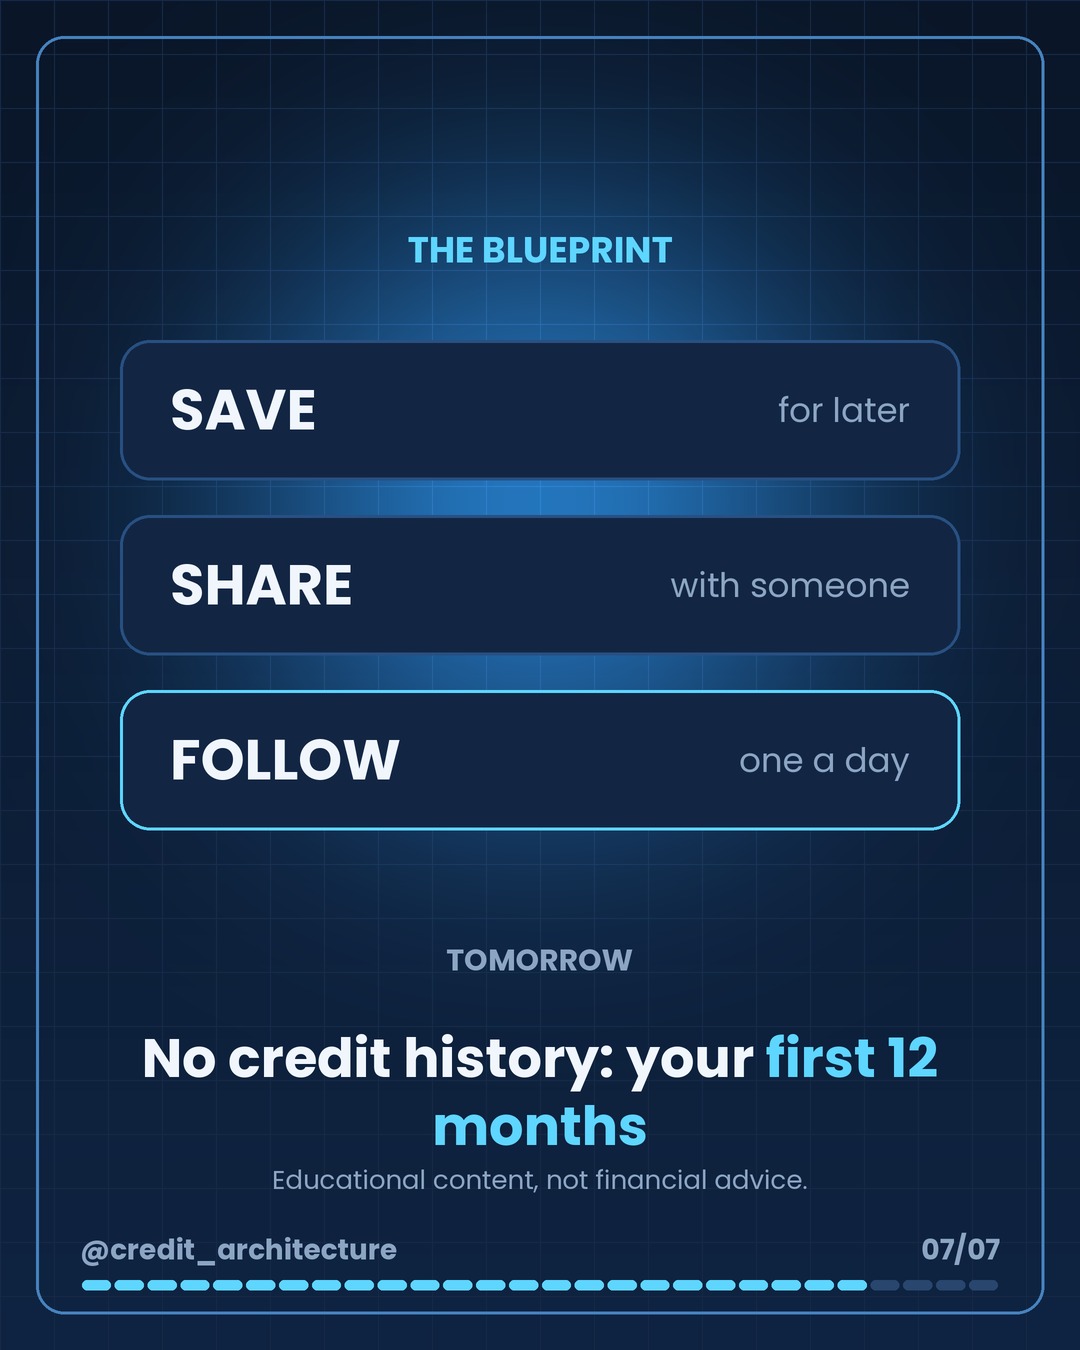 THE BLUEPRINT
SAVE for later
SHARE with someone
FOLLOW one a day
TOMORROW
No credit history: your first 12
months
Educational content, not financial advice.
@credit_architecture 07/07